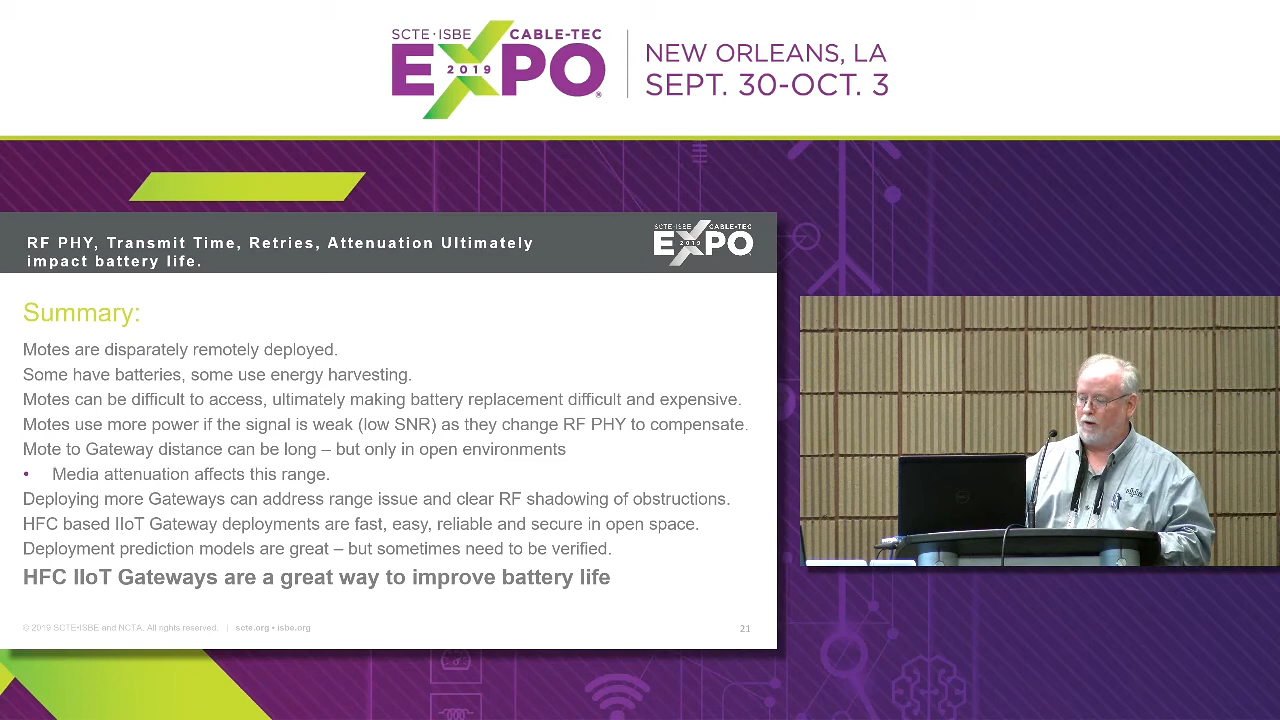 SCTE·ISBE CABLE-TEC
EXPO
2019
NEW ORLEANS, LA
SEPT. 30-OCT. 3
RF PHY, Transmit Time, Retries, Attenuation Ultimately
impact battery life.
SCTE·ISBE CABLE-TEC
EXPO
2019
Summary:
Motes are disparately remotely deployed.
Some have batteries, some use energy harvesting.
Motes can be difficult to access, ultimately making battery replacement difficult and expensive.
Motes use more power if the signal is weak (low SNR) as they change RF PHY to compensate.
Mote to Gateway distance can be long – but only in open environments
• Media attenuation affects this range.
Deploying more Gateways can address range issue and clear RF shadowing of obstructions.
HFC based IIoT Gateway deployments are fast, easy, reliable and secure in open space.
Deployment prediction models are great – but sometimes need to be verified.
HFC IIoT Gateways are a great way to improve battery life
© 2019 SCTE•ISBE and NCTA. All rights reserved. | scte.org • isbe.org
21